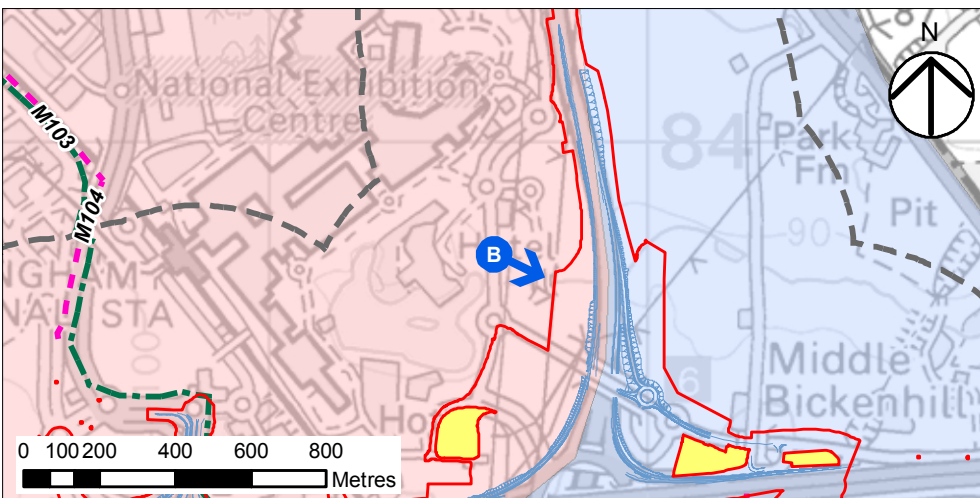 National Exhibition
Centre
N
M103
84
Park
Fm
M104
Pit
90
Hotel
B
NGHAM
NA
STA
Middle
Bickenhill
6
Ho
0 100 200 400 600 800
Metres